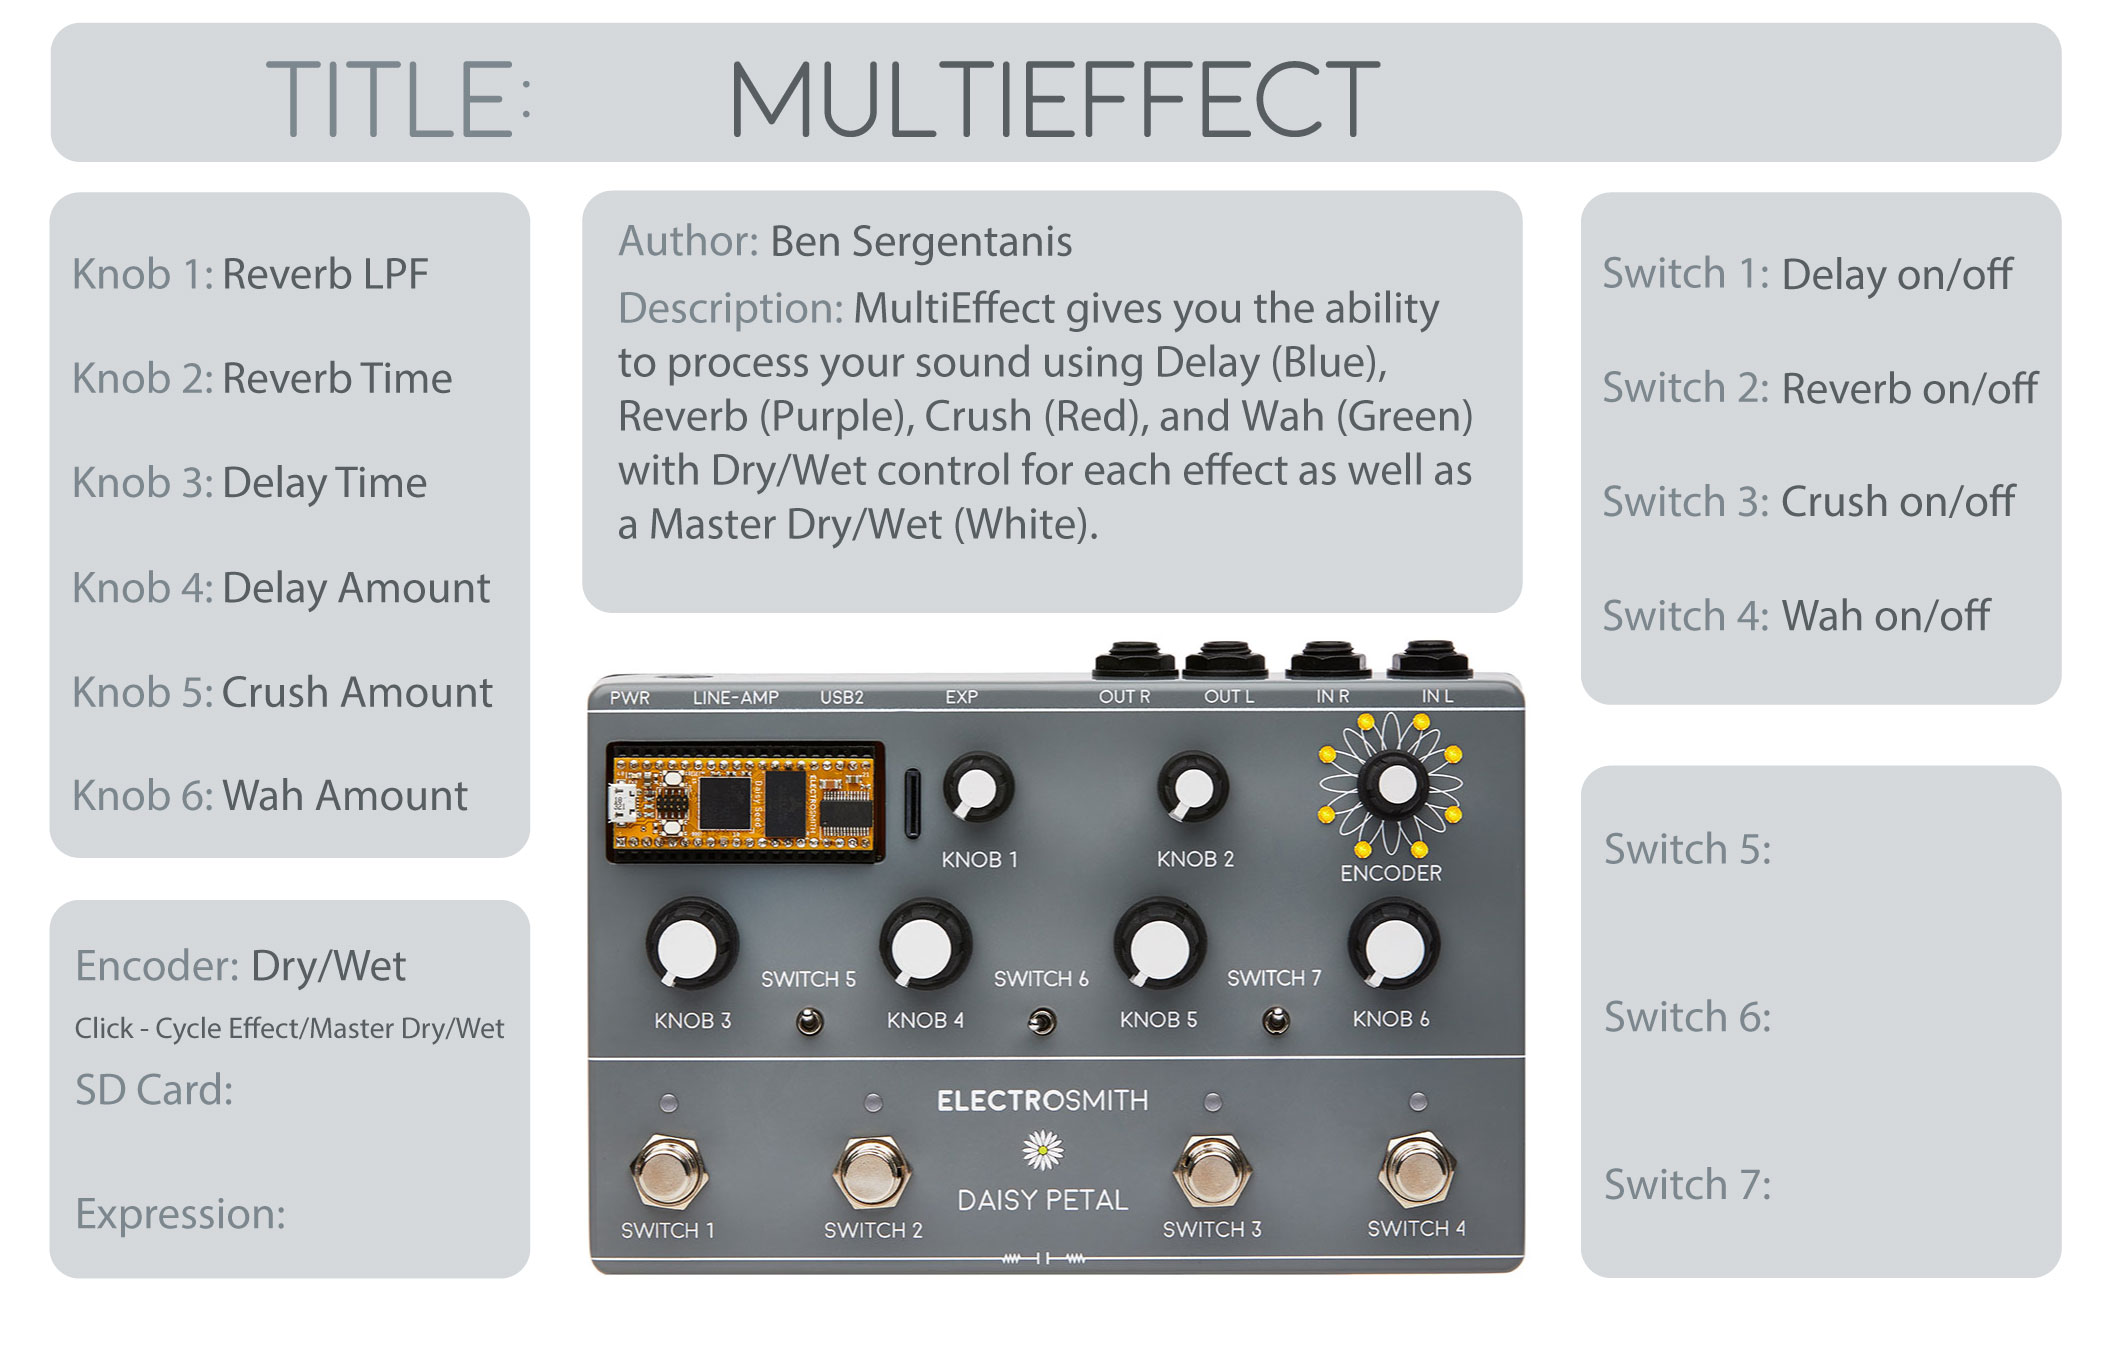 TITLE: MULTIEFFECT
Knob 1: Reverb LPF
Knob 2: Reverb Time
Knob 3: Delay Time
Knob 4: Delay Amount
Knob 5: Crush Amount
Knob 6: Wah Amount
Encoder: Dry/Wet
Click - Cycle Effect/Master Dry/Wet
SD Card:
Expression:
Author: Ben Sergentanis
Description: MultiEffect gives you the ability
to process your sound using Delay (Blue),
Reverb (Purple), Crush (Red), and Wah (Green)
with Dry/Wet control for each effect as well as
a Master Dry/Wet (White).
PWR LINE-AMP USB2 EXP OUT R OUT L IN R IN L
Daisy Seed
ELECTROSMITH
KNOB 1 KNOB 2 ENCODER
SWITCH 5 SWITCH 6 SWITCH 7
KNOB 3 KNOB 4 KNOB 5 KNOB 6
ELECTROSMITH
DAISY PETAL
SWITCH 1 SWITCH 2 SWITCH 3 SWITCH 4
Switch 1: Delay on/off
Switch 2: Reverb on/off
Switch 3: Crush on/off
Switch 4: Wah on/off
Switch 5:
Switch 6:
Switch 7: